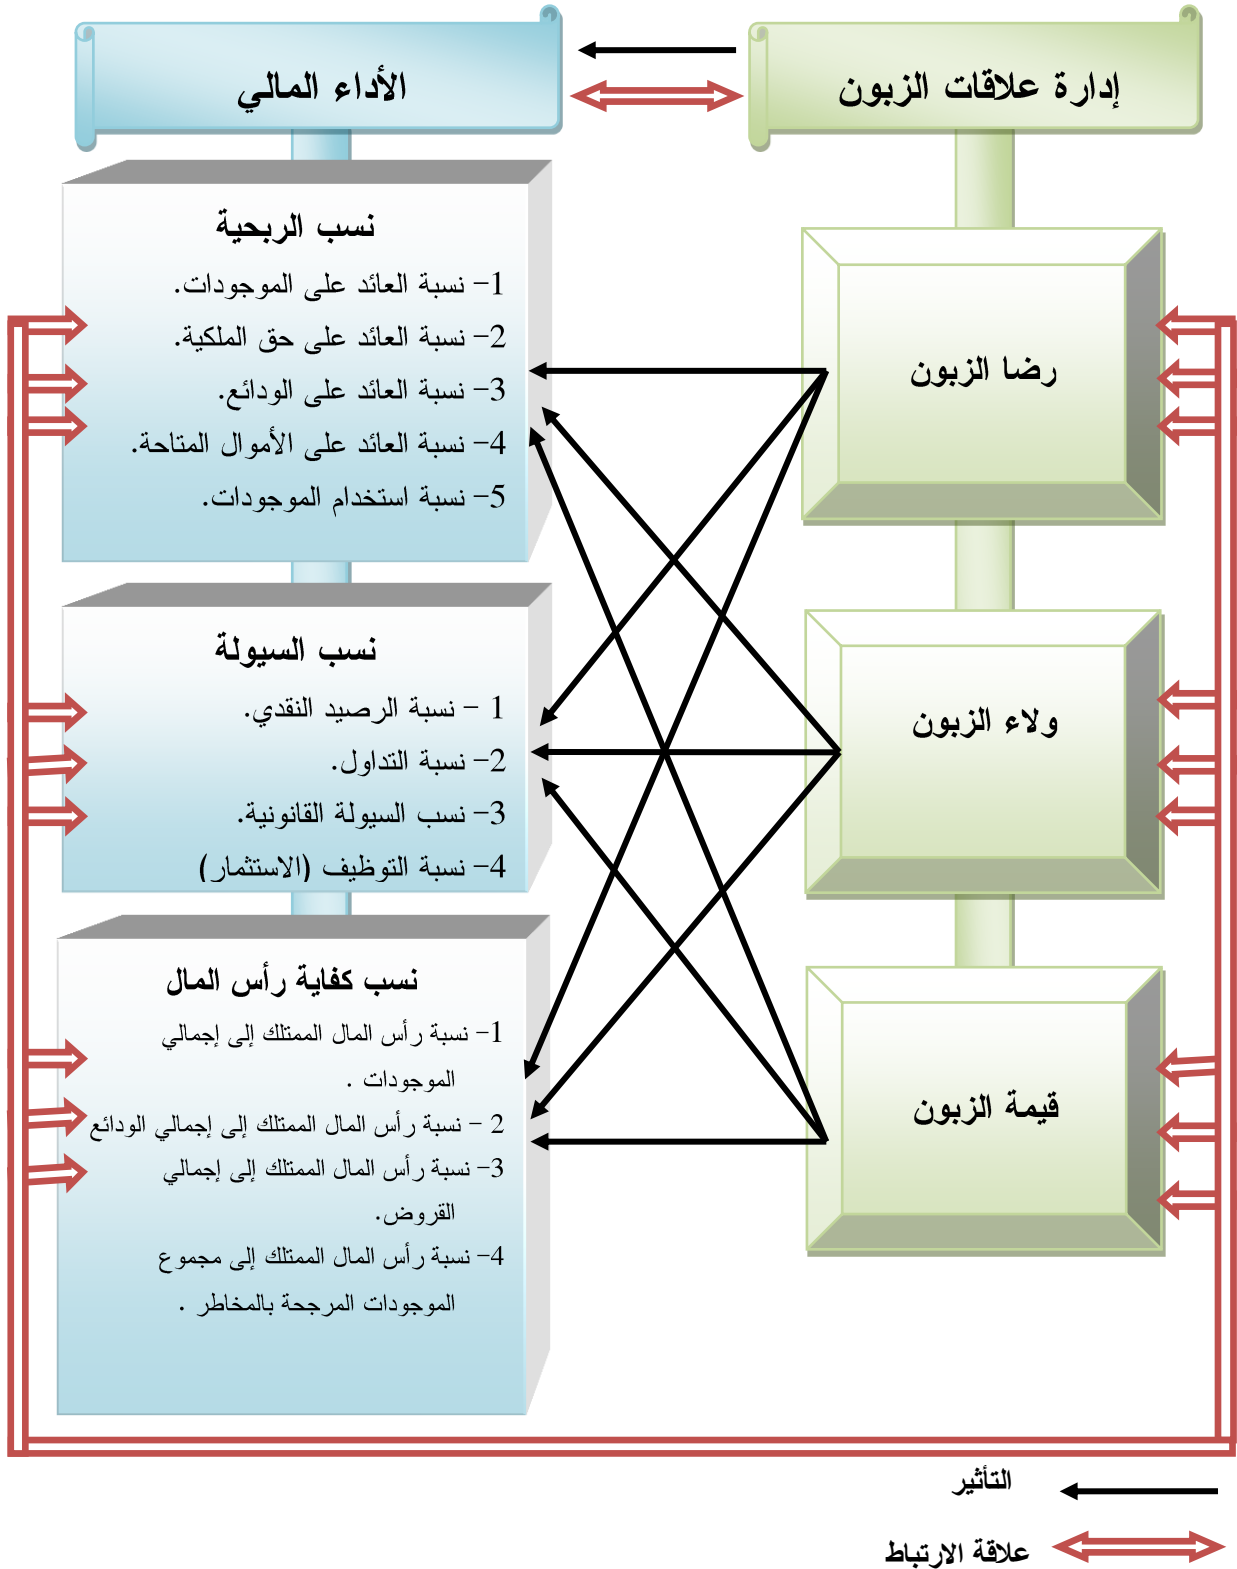 إدارة علاقات الزبون
الأداء المالي
رضا الزبون
ولاء الزبون
قيمة الزبون
نسب الربحية
1- نسبة العائد على الموجودات.
2- نسبة العائد على حق الملكية.
3- نسبة العائد على الودائع.
4- نسبة العائد على الأموال المتاحة.
5- نسبة استخدام الموجودات.
نسب السيولة
1 - نسبة الرصيد النقدي.
2- نسبة التداول.
3- نسب السيولة القانونية.
4- نسبة التوظيف (الاستثمار)
نسب كفاية رأس المال
1- نسبة رأس المال الممتلك إلى إجمالي
الموجودات .
2 - نسبة رأس المال الممتلك إلى إجمالي الودائع
3- نسبة رأس المال الممتلك إلى إجمالي
القروض.
4- نسبة رأس المال الممتلك إلى مجموع
الموجودات المرجحة بالمخاطر .
التأثير
علاقة الارتباط